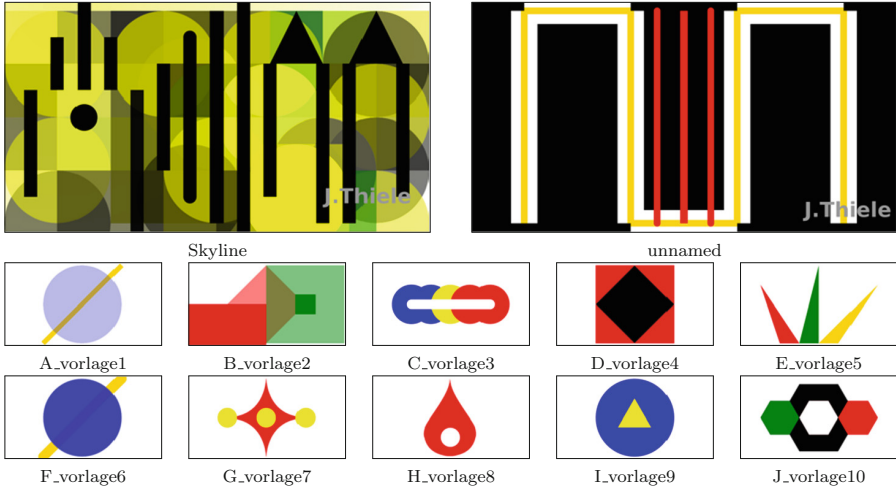 J.Thiele
J.Thiele
Skyline
unnamed
A_vorlage1
B_vorlage2
C_vorlage3
D_vorlage4
E_vorlage5
F_vorlage6
G_vorlage7
H_vorlage8
I_vorlage9
J_vorlage10